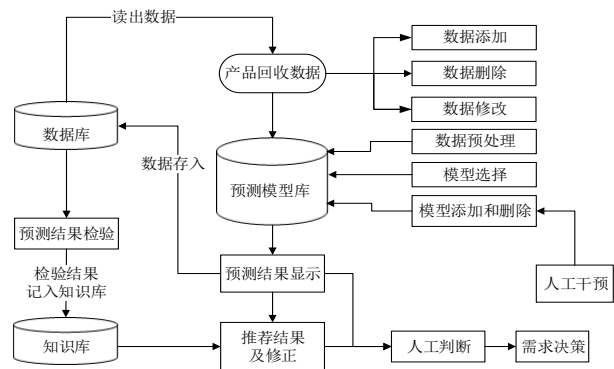 读出数据
产品回收数据
数据添加
数据删除
数据修改
数据库
数据存入
预测模型库
数据预处理
模型选择
模型添加和删除
预测结果检验
预测结果显示
人工干预
检验结果
记入知识库
知识库
推荐结果
及修正
人工判断
需求决策